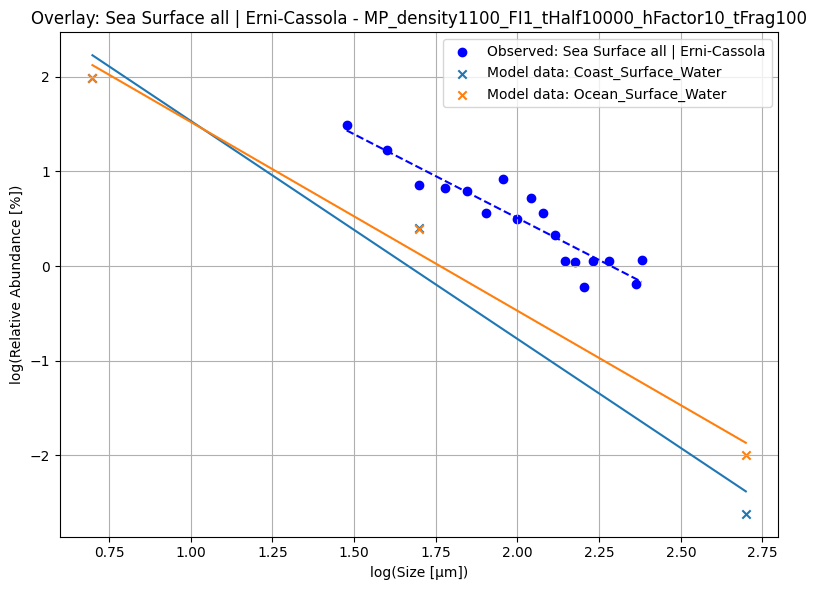 Overlay: Sea Surface all | Erni-Cassola - MP_density1100_FI1_tHalf10000_hFactor10_tFrag100
Observed: Sea Surface all | Erni-Cassola
Model data: Coast_Surface_Water
Model data: Ocean_Surface_Water
log(Relative Abundance [%])
2
1
0
−1
−2
0.75
1.00
1.25
1.50
1.75
2.00
2.25
2.50
2.75
log(Size [µm])